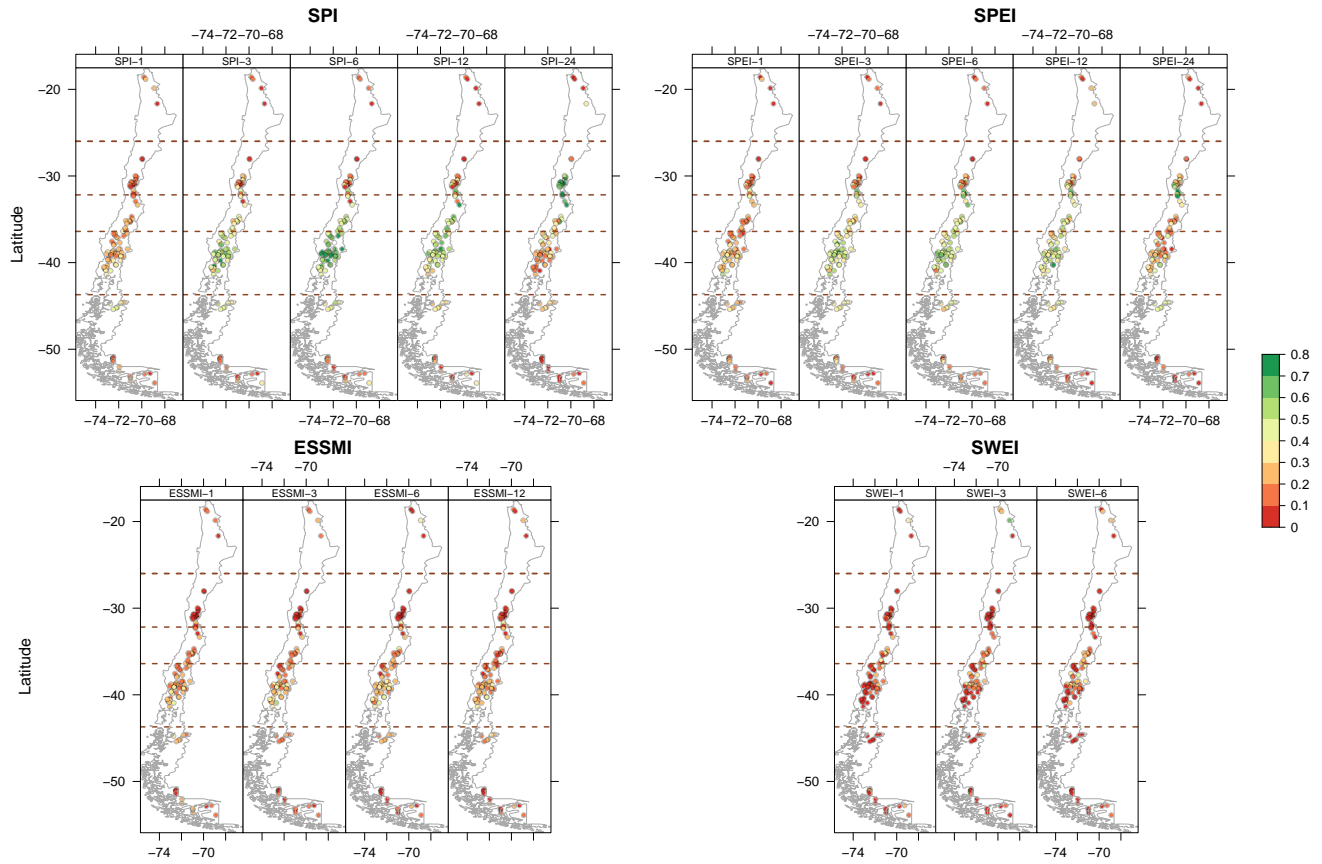 SPI
SPEI
−74−72−70−68 −74−72−70−68
−74−72−70−68 −74−72−70−68
SPI−1 SPI−3 SPI−6 SPI−12 SPI−24
SPEI−1 SPEI−3 SPEI−6 SPEI−12 SPEI−24
−20
−30
−40
−50
Latitude
−20
−30
−40
−50
−74−72−70−68 −74−72−70−68 −74−72−70−68
−74−72−70−68 −74−72−70−68 −74−72−70−68
0.8
0.7
0.6
0.5
0.4
0.3
0.2
0.1
0
ESSMI
SWEI
−74 −70 −74 −70
−74 −70
ESSMI−1 ESSMI−3 ESSMI−6 ESSMI−12
SWEI−1 SWEI−3 SWEI−6
−20
−30
−40
−50
Latitude
−20
−30
−40
−50
−74 −70 −74 −70
−74 −70 −74 −70